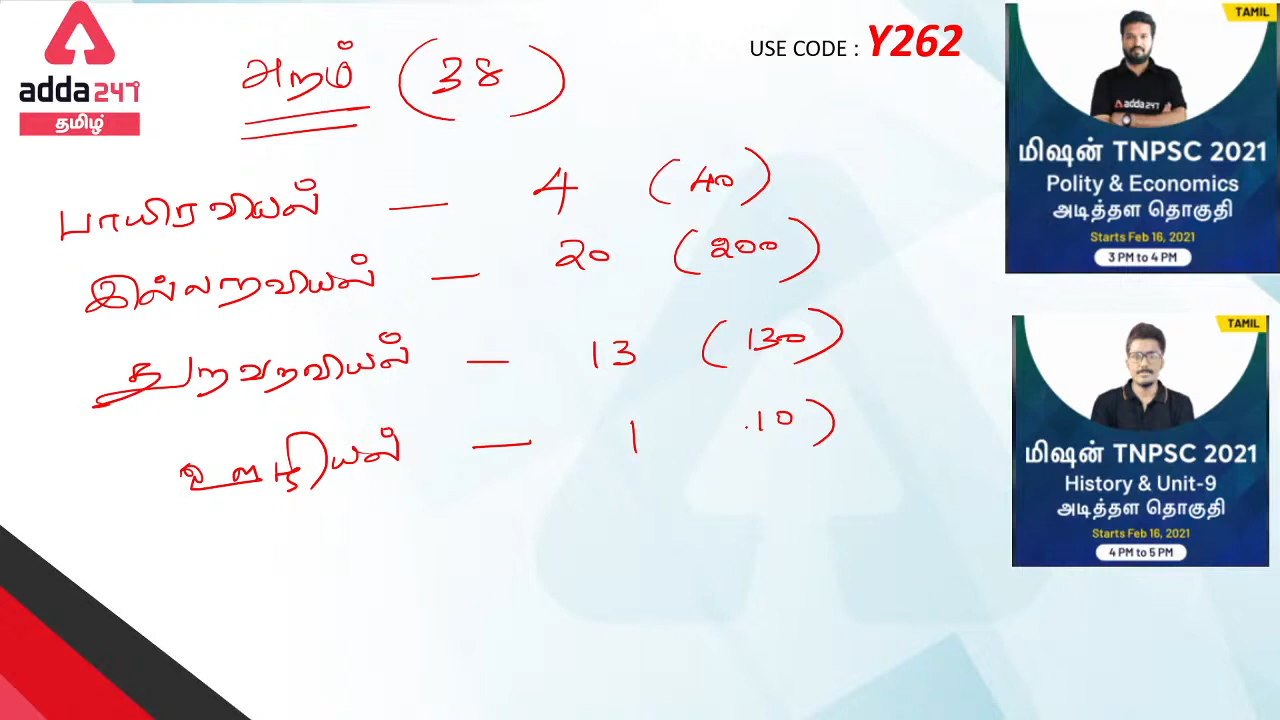 adda247
தமிழ்
அறம் (38)
பாயிரவியல் — 4 (40)
இல்லறவியல் — 20 (200)
துறவறவியல் — 13 (130)
ஊழியல் — 1 10)
USE CODE : Y262
TAMIL
adda247
மிஷன் TNPSC 2021
Polity & Economics
அடித்தள தொகுதி
Starts Feb 16, 2021
3 PM to 4 PM
TAMIL
மிஷன் TNPSC 2021
History & Unit-9
அடித்தள தொகுதி
Starts Feb 16, 2021
4 PM to 5 PM